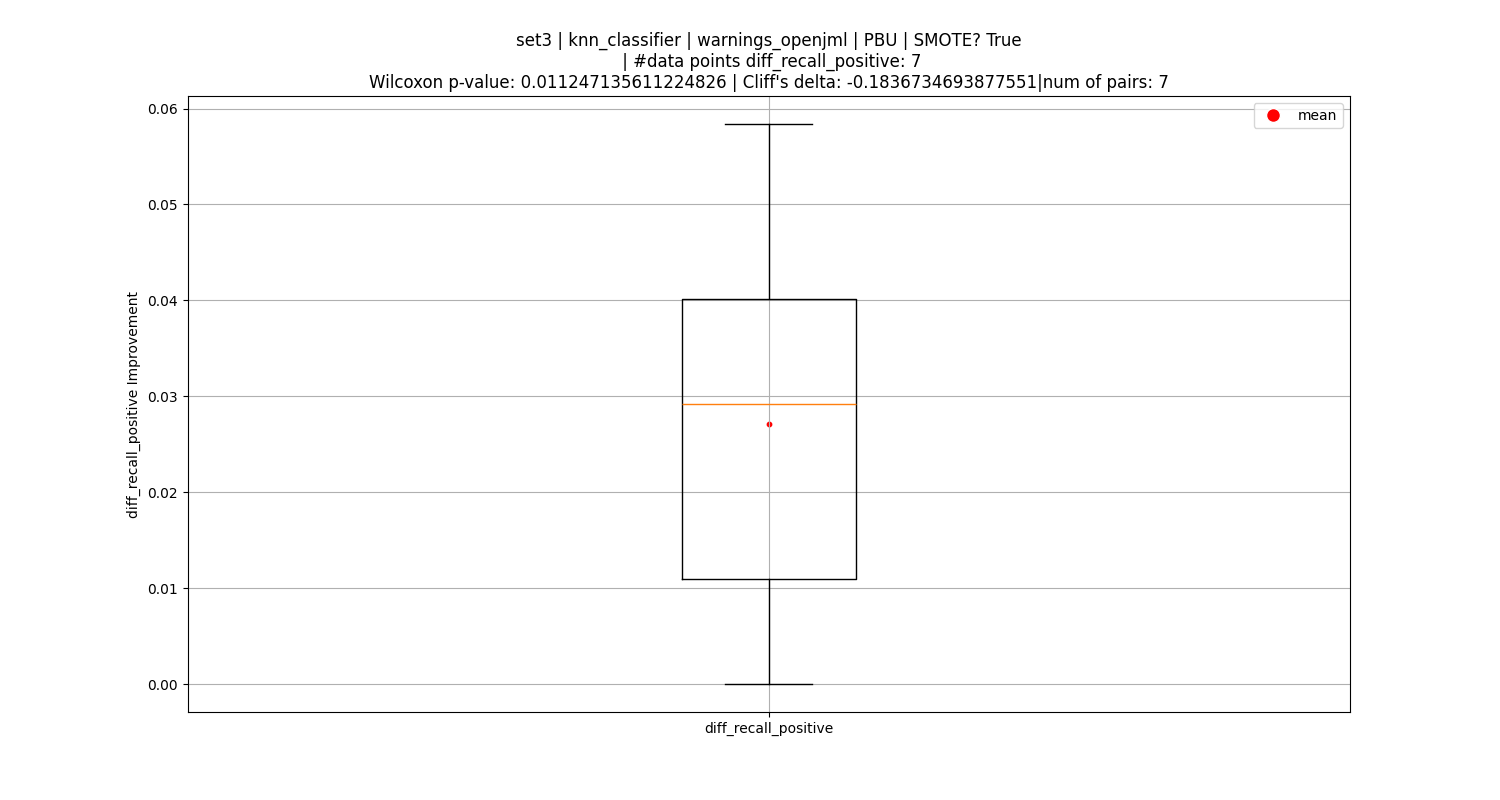 set3 | knn_classifier | warnings_openjml | PBU | SMOTE? True
| #data points diff_recall_positive: 7
Wilcoxon p-value: 0.011247135611224826 | Cliff's delta: -0.1836734693877551|num of pairs: 7
mean
0.06
0.05
0.04
0.03
0.02
0.01
0.00
diff_recall_positive Improvement
diff_recall_positive